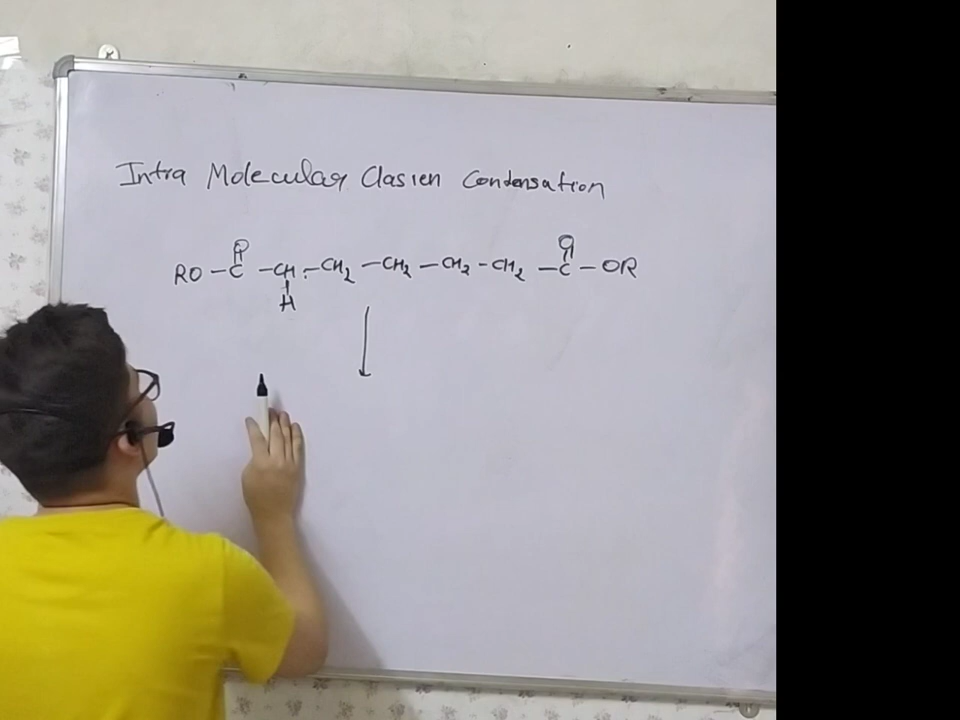 Intra Molecular Clasien Condensation
O O
RO - C - CH - CH2 - CH2 - CH2 - CH2 - C - OR
H